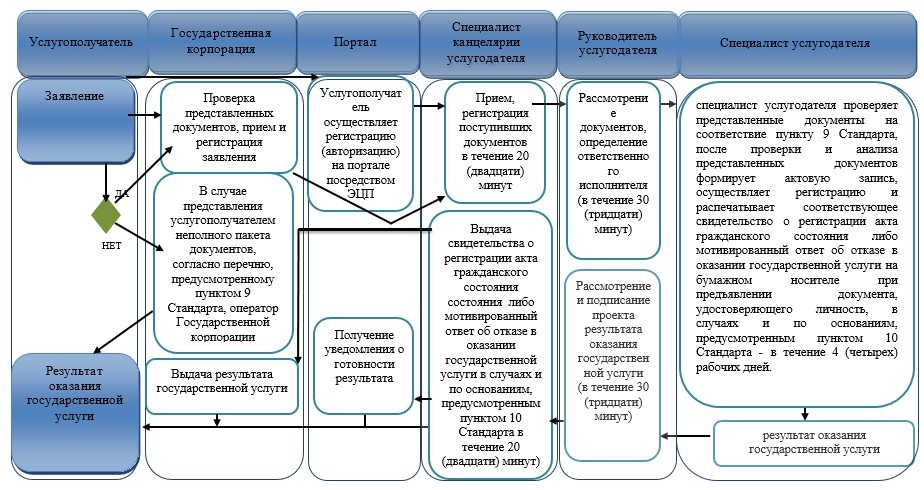 Услугополучатель
Государственная
корпорация
Портал
Специалист
канцелярии
услугодателя
Руководитель
услугодателя
Специалист услугодателя
Заявление
ДА
НЕТ
Результат
оказания
государственной
услуги
Проверка
представленных
документов, прием и
регистрация
заявления
В случае
представления
услугополучателем
неполного пакета
документов,
согласно перечню,
предусмотренному
пунктом 9
Стандарта, оператор
Государственной
корпорации
Выдача результата
государственной услуги
Услугополучат
ель
осуществляет
регистрацию
(авторизацию)
на портале
посредством
ЭЦП
Получение
уведомления о
готовности
результата
Прием,
регистрация
поступивших
документов
в течение 20
(двадцати)
минут
Выдача
свидетельства о
регистрации акта
гражданского
состояния
состояния либо
мотивированный
ответ об отказе в
оказании
государственной
услуги в случаях и
по основаниям,
предусмотренным
пунктом 10
Стандарта в
течение 20
(двадцати) минут)
Рассмотрени
е
документов,
определение
ответственно
го
исполнителя
(в течение 30
(тридцати)
минут)
Рассмотрение
и подписание
проекта
результата
оказания
государствен
ной услуги
(в течение 30
(тридцати)
минут)
специалист услугодателя проверяет
представленные документы на
соответствие пункту 9 Стандарта,
после проверки и анализа
представленных документов
формирует актовую запись,
осуществляет регистрацию и
распечатывает соответствующее
свидетельство о регистрации акта
гражданского состояния либо
мотивированный ответ об отказе в
оказании государственной услуги на
бумажном носителе при
предъявлении документа,
удостоверяющего личность, в
случаях и по основаниям,
предусмотренным пунктом 10
Стандарта - в течение 4 (четырех)
рабочих дней.
результат оказания
государственной услуги